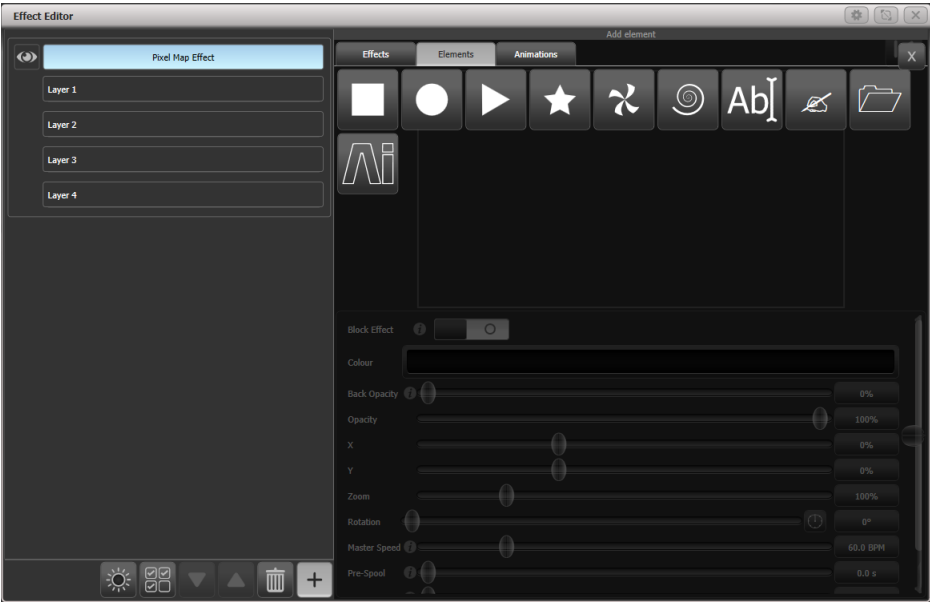 Effect Editor
Add element
Pixel Map Effect
Layer 1
Layer 2
Layer 3
Layer 4
Effects
Elements
Animations
X
Ab
Ai
Block Effect
Colour
Back Opacity 0%
Opacity 100%
X 0%
Y 0%
Zoom 100%
Rotation 0°
Master Speed 60.0 BPM
Pre-Spool 0.0 s